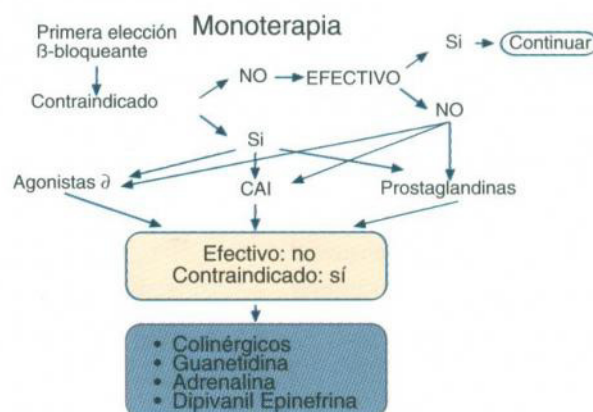 Monoterapia
Primera elección
ß-bloqueante
Contraindicado
NO
EFECTIVO
Si
Continuar
NO
Si
Agonistas ∂
CAI
Prostaglandinas
Efectivo: no
Contraindicado: sí
• Colinérgicos
• Guanetidina
• Adrenalina
• Dipivanil Epinefrina